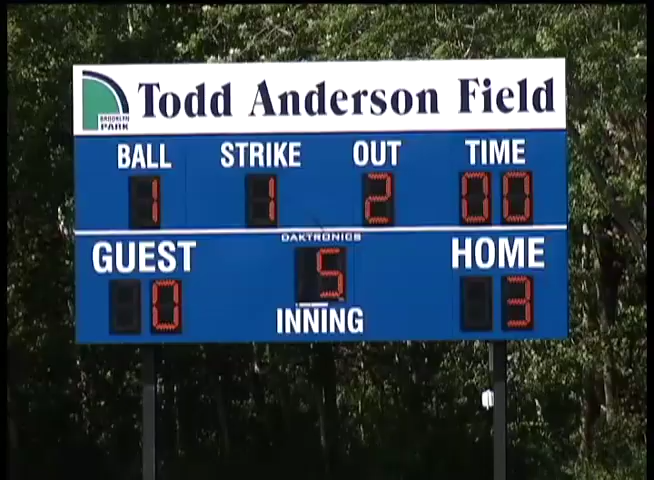 Todd Anderson Field
BROOKLYN
PARK
BALL STRIKE OUT TIME
1 1 2 00
DAKTRONICS
GUEST HOME
0 5 3
INNING